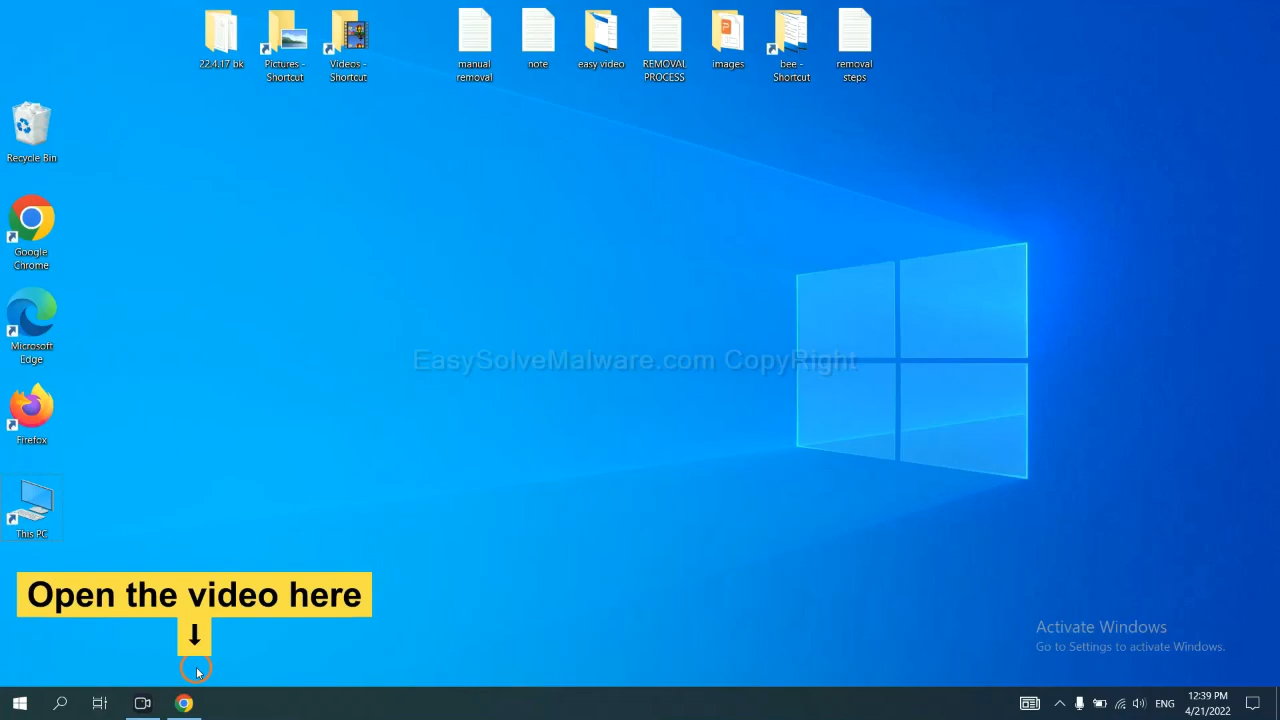 22.4.17 bk
Pictures -
Shortcut
Videos -
Shortcut
manual
removal
note
easy video
REMOVAL
PROCESS
images
bee -
Shortcut
removal
steps
Recycle Bin
Google
Chrome
Microsoft
Edge
Firefox
This PC
EasySolveMalware.com CopyRight
Open the video here
↓
Activate Windows
Go to Settings to activate Windows.
ENG
12:39 PM
4/21/2022